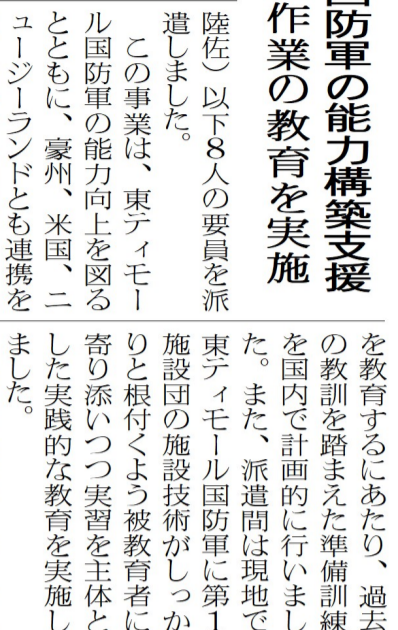 国防軍の能力構築支援
作業の教育を実施
陸佐）以下８人の要員を派
遣しました。
この事業は、東ティモー
ル国防軍の能力向上を図る
とともに、豪州、米国、ニ
ュージーランドとも連携を
を教育するにあたり、過去
の教訓を踏まえた準備訓練
を国内で計画的に行いまし
た。また、派遣間は現地で
東ティモール国防軍に第１
施設団の施設技術がしっか
りと根付くよう被教育者に
寄り添いつつ実習を主体と
した実践的な教育を実施し
ました。